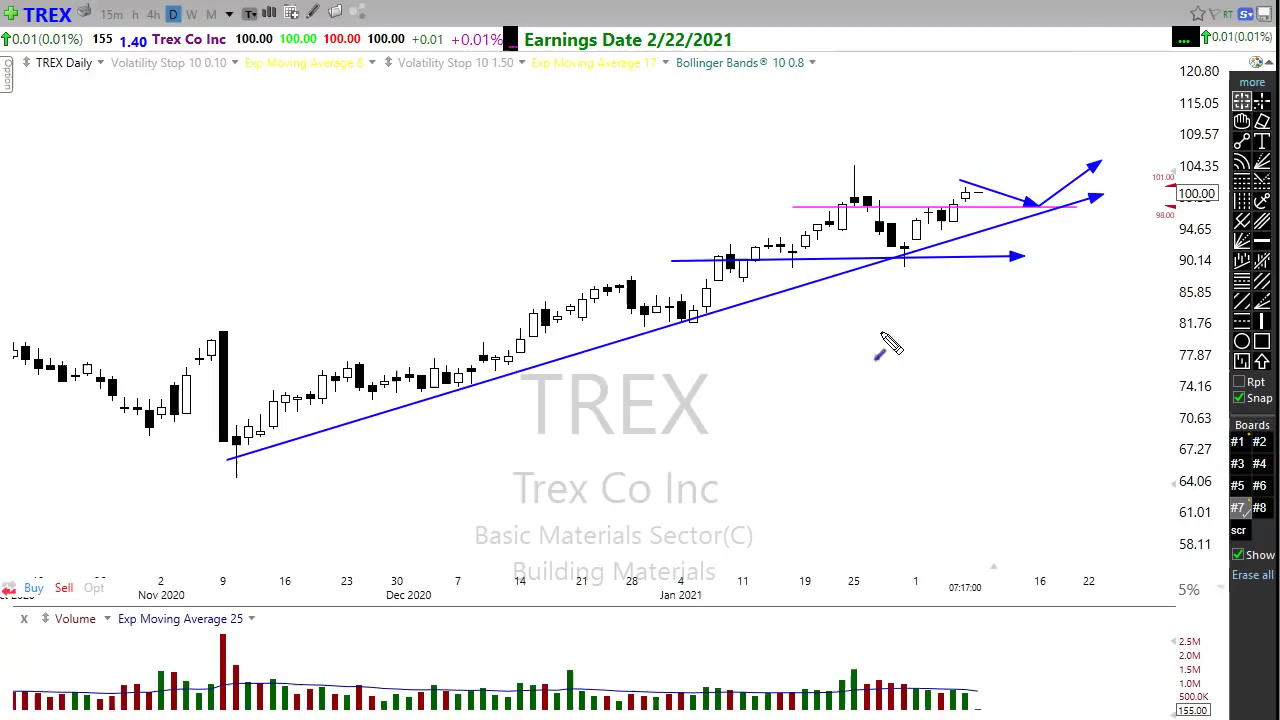 TREX 15m h 4h D W M T RT S
0.01(0.01%) 155 1.40 Trex Co Inc 100.00 100.00 100.00 100.00 +0.01 +0.01% ... Earnings Date 2/22/2021 ... 0.01(0.01%)
Option
TREX Daily Volatility Stop 10 0.10 Exp Moving Average 8 Volatility Stop 10 1.50 Exp Moving Average 17 Bollinger Bands® 10 0.8
120.80
115.05
109.57
104.35
101.00
100.00
98.00
94.65
90.14
85.85
81.76
77.87
74.16
70.63
67.27
64.06
61.01
58.11
5%
more
T
Rpt
Snap
Boards
#1 #2
#3 #4
#5 #6
#7 #8
scr
Show
Erase all
TREX
Trex Co Inc
Basic Materials Sector(C)
Building Materials
Buy Sell Opt
2 9 16 23 30 7 14 21 28 4 11 19 25 1 07:17:00 16 22
Nov 2020 Dec 2020 Jan 2021
x Volume Exp Moving Average 25
2.5M
2.0M
1.5M
1.0M
500.0K
155.00